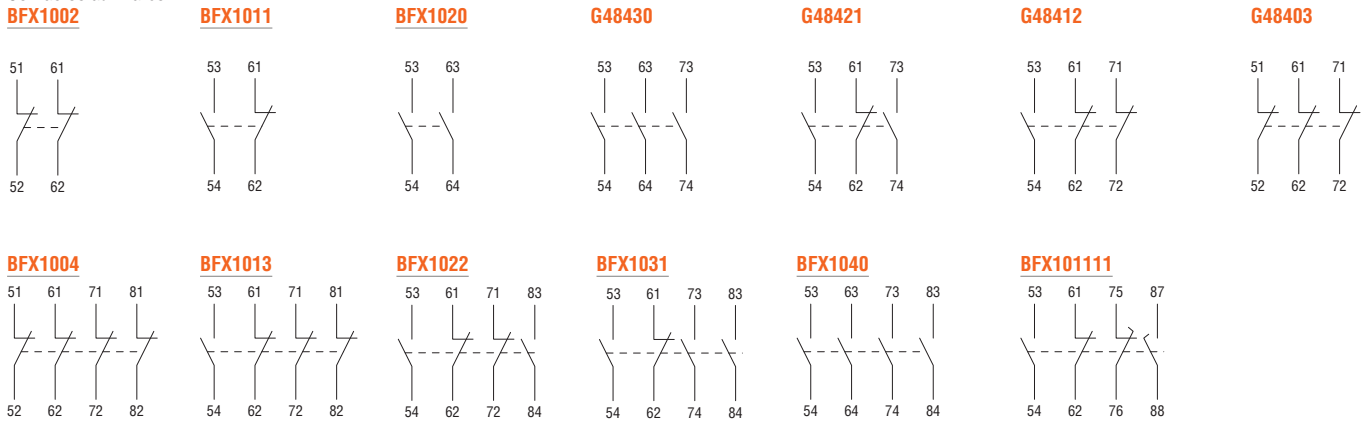 BFX1002 BFX1011 BFX1020 G48430 G48421 G48412 G48403
51 61 53 61 53 63 53 63 73 53 61 73 53 61 71 51 61 71
52 62 54 62 54 64 54 64 74 54 62 74 54 62 72 52 62 72
BFX1004 BFX1013 BFX1022 BFX1031 BFX1040 BFX101111
51 61 71 81 53 61 71 81 53 61 71 83 53 61 73 83 53 63 73 83 53 61 75 87
52 62 72 82 54 62 72 82 54 62 72 84 54 62 74 84 54 64 74 84 54 62 76 88